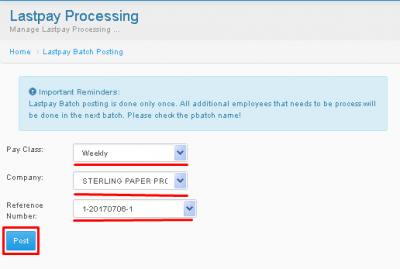 Lastpay Processing
Manage Lastpay Processing ...
Home › Lastpay Batch Posting
Important Reminders:
Lastpay Batch posting is done only once. All additional employees that needs to be process will
be done in the next batch. Please check the pbatch name!
Pay Class: Weekly
Company: STERLING PAPER PRO
Reference
Number: 1-20170706-1
Post